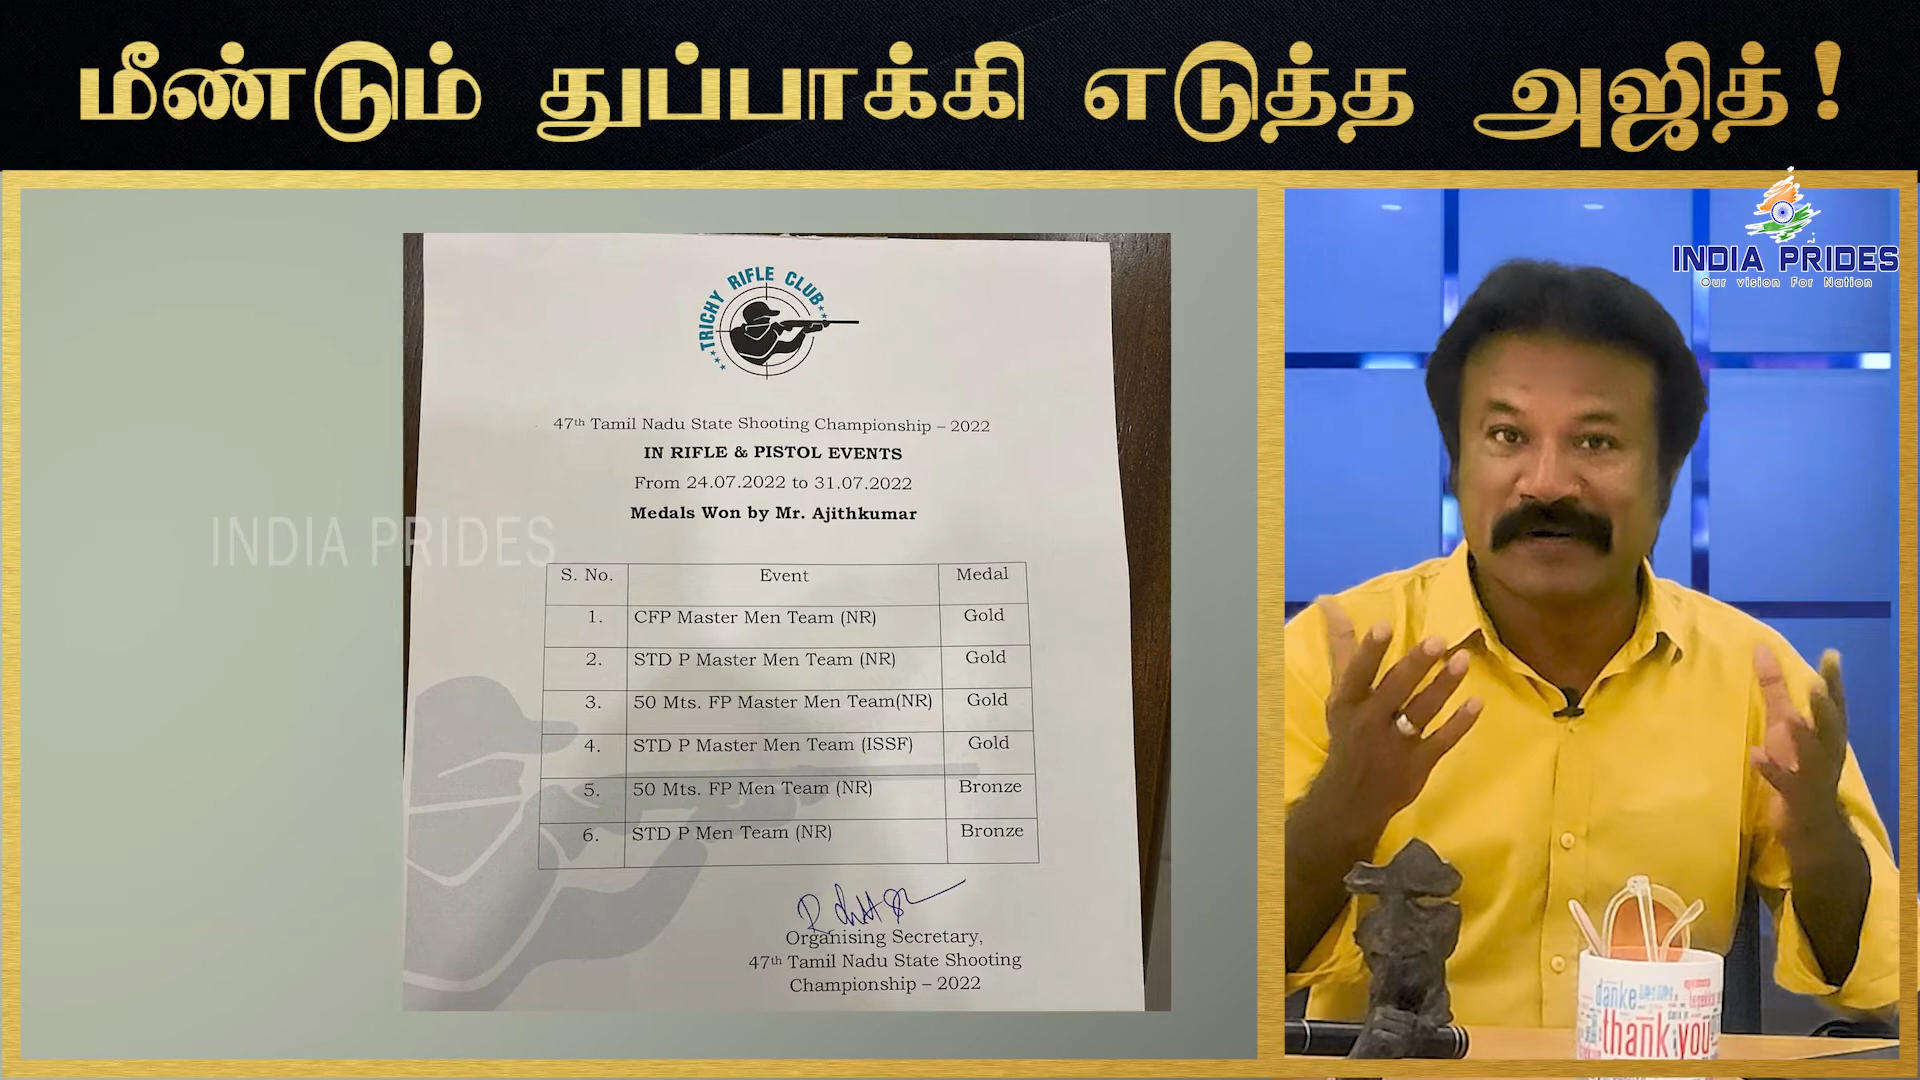 மீண்டும் துப்பாக்கி எடுத்த அஜித் !
INDIA PRIDES
Our vision For Nation
TRICHY RIFLE CLUB
47th Tamil Nadu State Shooting Championship – 2022
IN RIFLE & PISTOL EVENTS
From 24.07.2022 to 31.07.2022
Medals Won by Mr. Ajithkumar
INDIA PRIDES
S. No. Event Medal
1. CFP Master Men Team (NR) Gold
2. STD P Master Men Team (NR) Gold
3. 50 Mts. FP Master Men Team(NR) Gold
4. STD P Master Men Team (ISSF) Gold
5. 50 Mts. FP Men Team (NR) Bronze
6. STD P Men Team (NR) Bronze
Organising Secretary,
47th Tamil Nadu State Shooting
Championship – 2022
danke
thank you